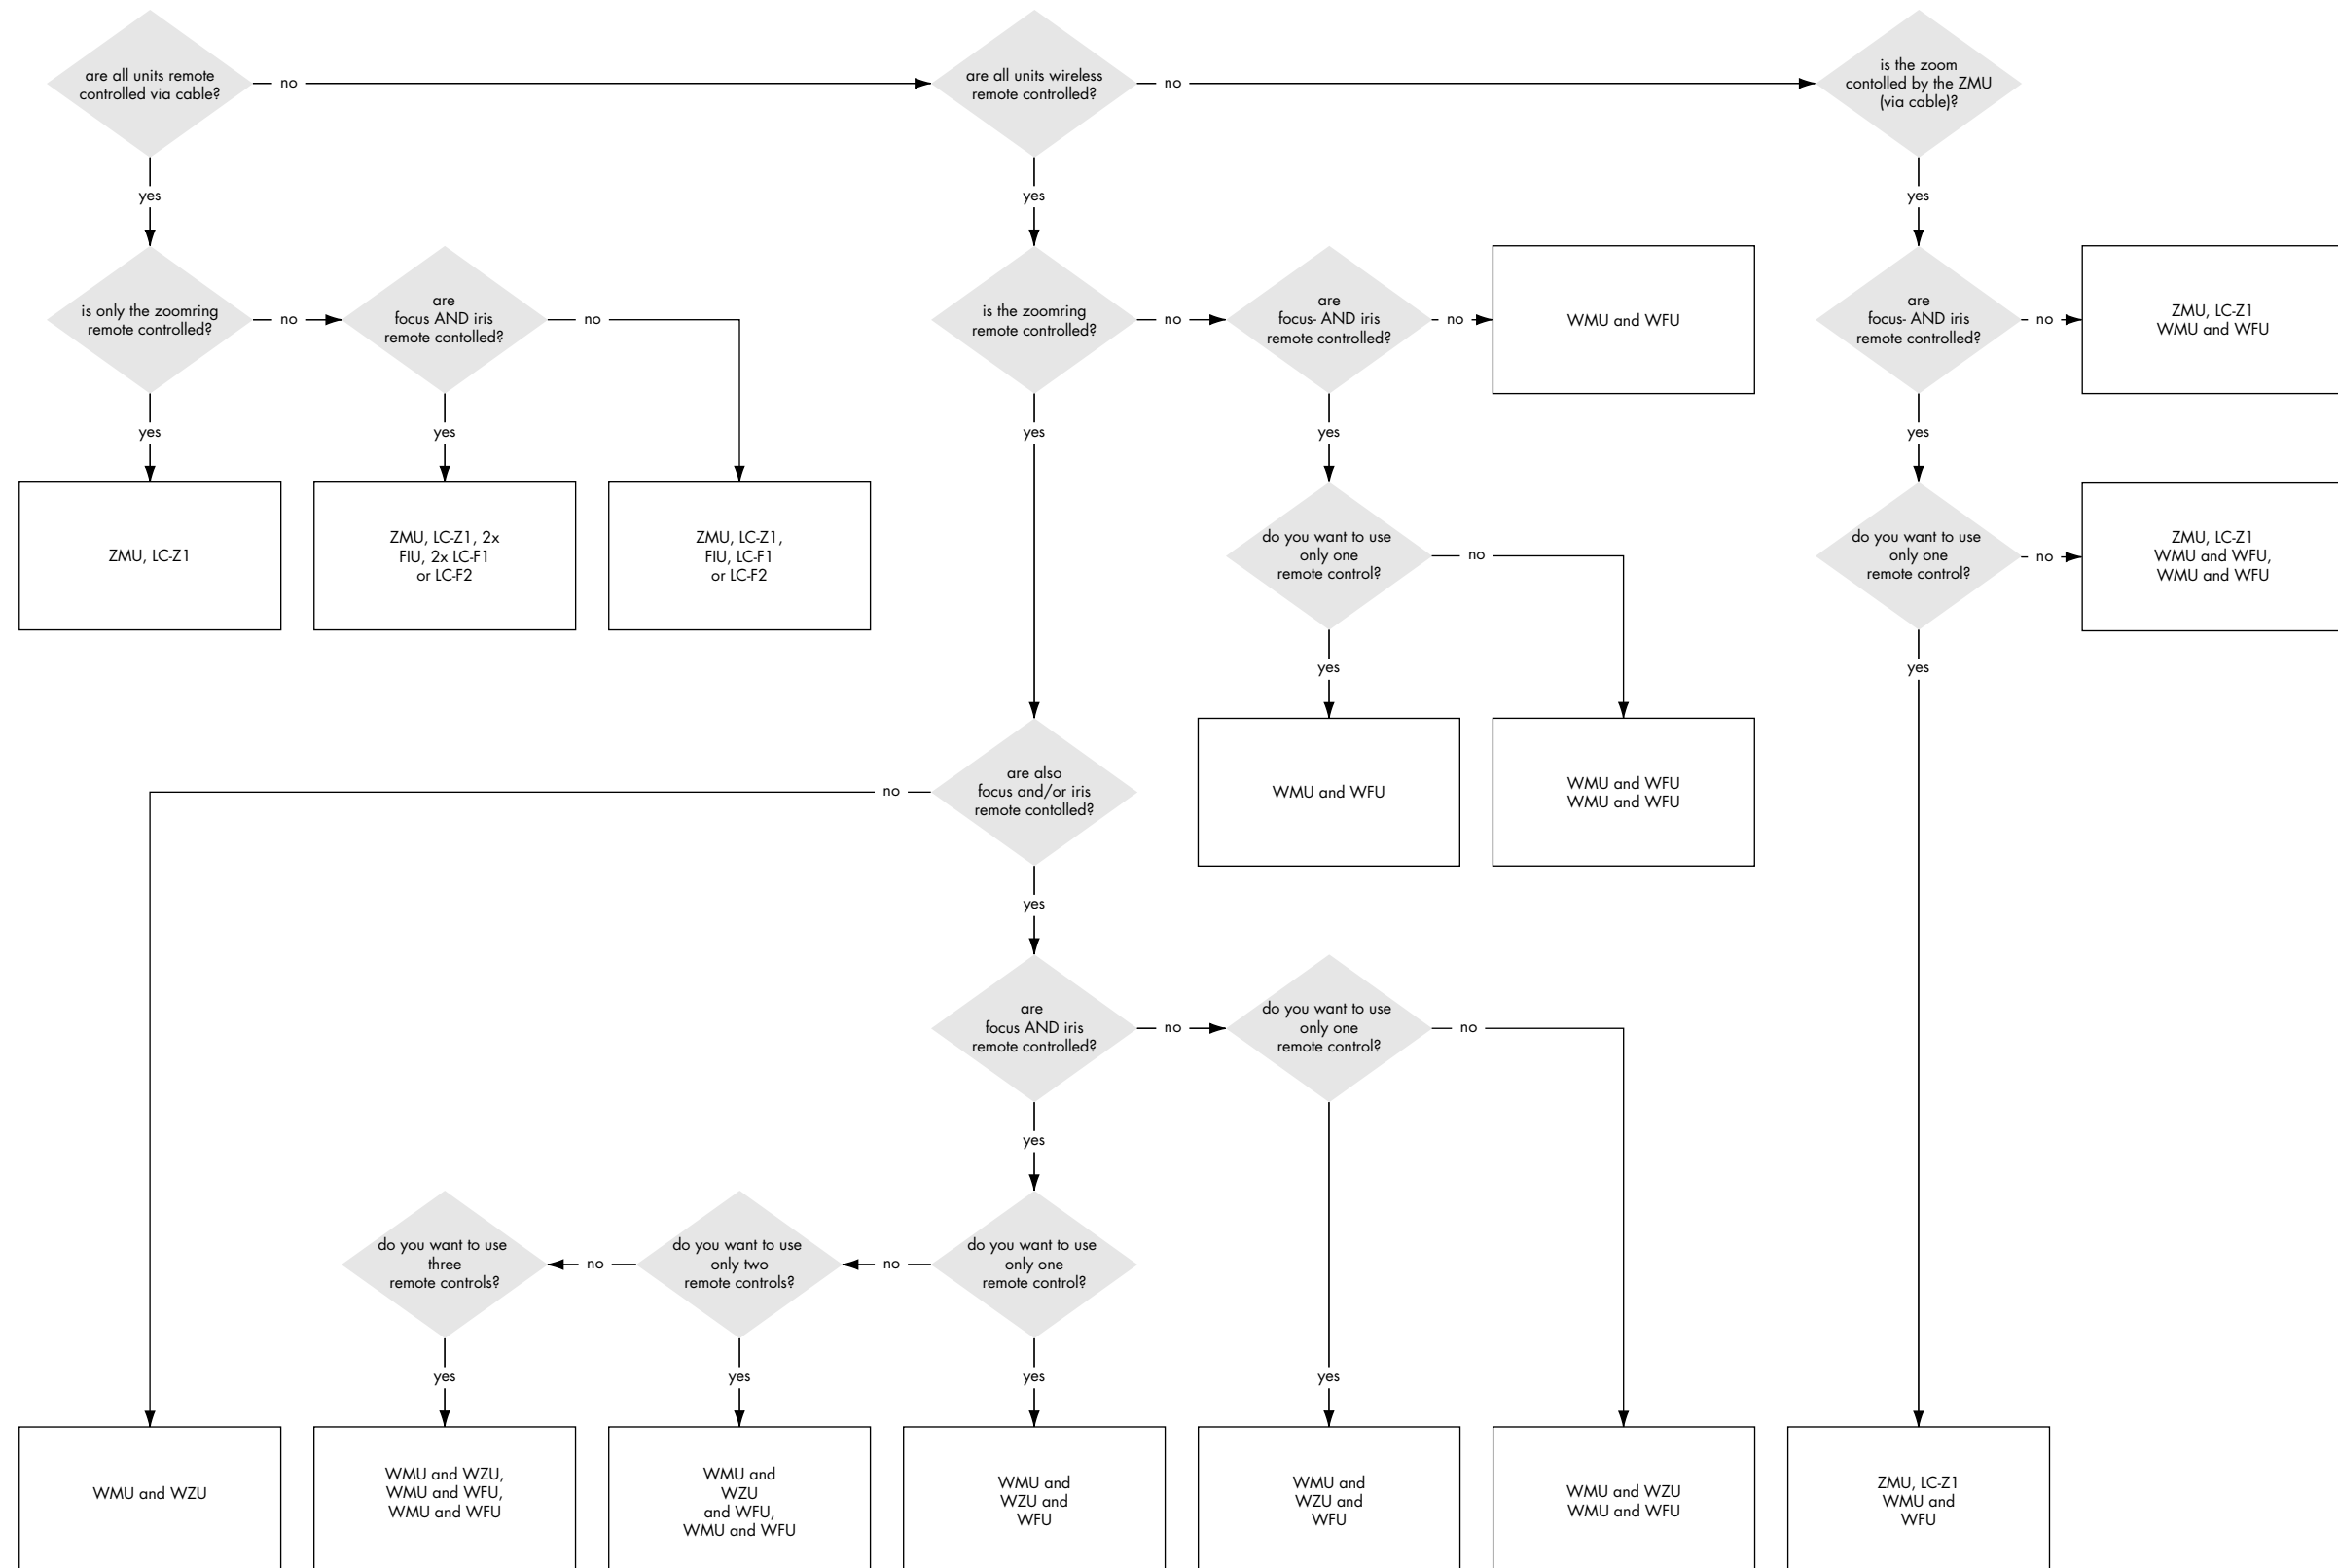 are all units remote
controlled via cable?
no
are all units wireless
remote controlled?
no
is the zoom
contolled by the ZMU
(via cable)?
yes
yes
yes
is only the zoomring
remote controlled?
no
are
focus AND iris
remote contolled?
no
is the zoomring
remote controlled?
no
are
focus- AND iris
remote controlled?
no
WMU and WFU
are
focus- AND iris
remote controlled?
no
ZMU, LC-Z1
WMU and WFU
yes
yes
yes
yes
yes
ZMU, LC-Z1
ZMU, LC-Z1, 2x
FIU, 2x LC-F1
or LC-F2
ZMU, LC-Z1,
FIU, LC-F1
or LC-F2
do you want to use
only one
remote control?
no
do you want to use
only one
remote control?
no
ZMU, LC-Z1
WMU and WFU,
WMU and WFU
yes
yes
are also
focus and/or iris
remote contolled?
no
WMU and WFU
WMU and WFU
WMU and WFU
yes
are
focus AND iris
remote controlled?
no
do you want to use
only one
remote control?
no
yes
do you want to use
three
remote controls?
no
do you want to use
only two
remote controls?
no
do you want to use
only one
remote control?
yes
yes
yes
yes
WMU and WZU
WMU and WZU,
WMU and WFU,
WMU and WFU
WMU and
WZU
and WFU,
WMU and WFU
WMU and
WZU and
WFU
WMU and
WZU and
WFU
WMU and WZU
WMU and WFU
ZMU, LC-Z1
WMU and
WFU